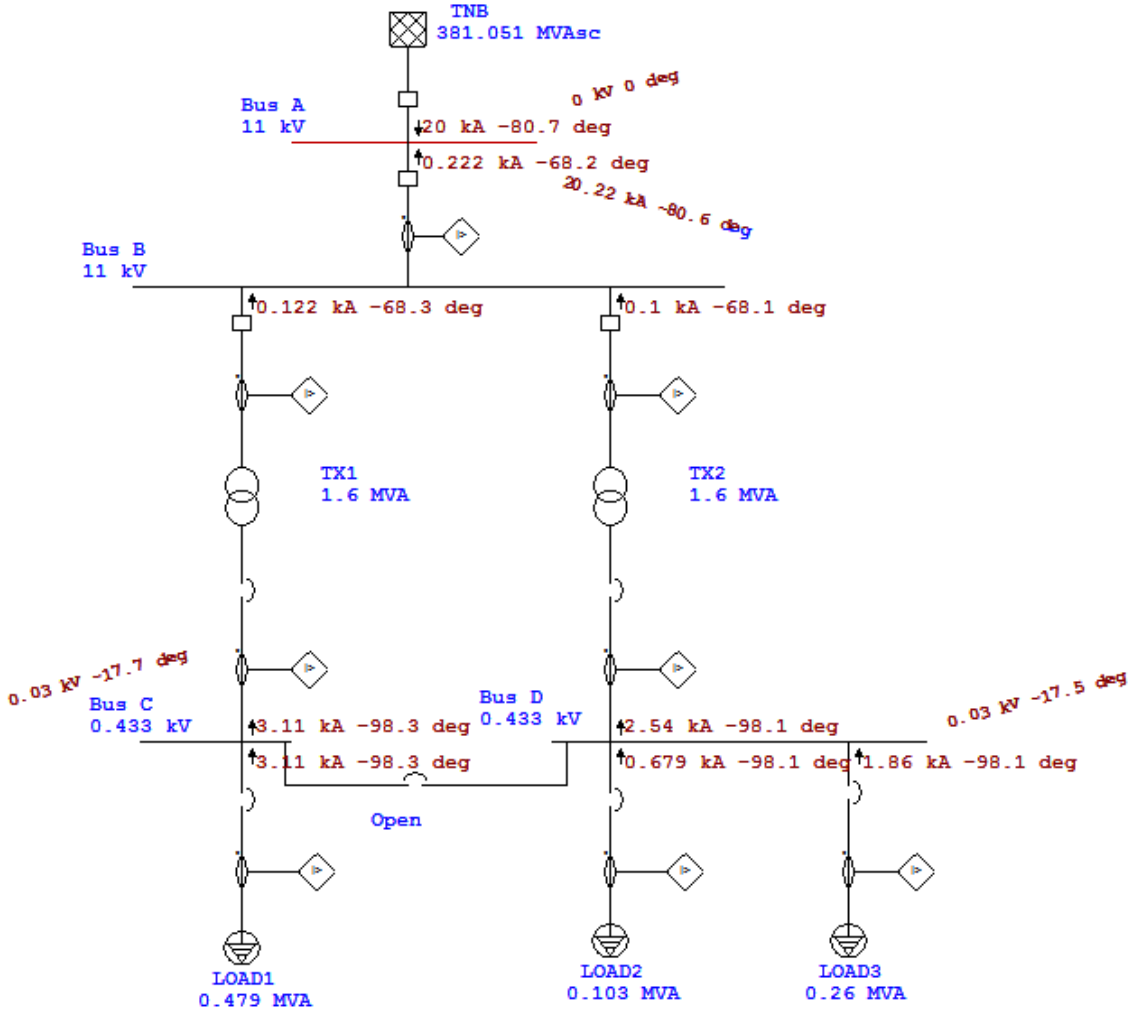 TNB
381.051 MVAsc
0 kV 0 deg
Bus A
11 kV
20 kA -80.7 deg
0.222 kA -68.2 deg
20.22 kA -80.6 deg
Bus B
11 kV
0.122 kA -68.3 deg
0.1 kA -68.1 deg
I>
I>
I>
TX1
1.6 MVA
TX2
1.6 MVA
I>
I>
0.03 kV -17.7 deg
Bus C
0.433 kV
Bus D
0.433 kV
0.03 kV -17.5 deg
3.11 kA -98.3 deg
2.54 kA -98.1 deg
3.11 kA -98.3 deg
0.679 kA -98.1 deg
1.86 kA -98.1 deg
Open
I>
I>
I>
LOAD1
0.479 MVA
LOAD2
0.103 MVA
LOAD3
0.26 MVA